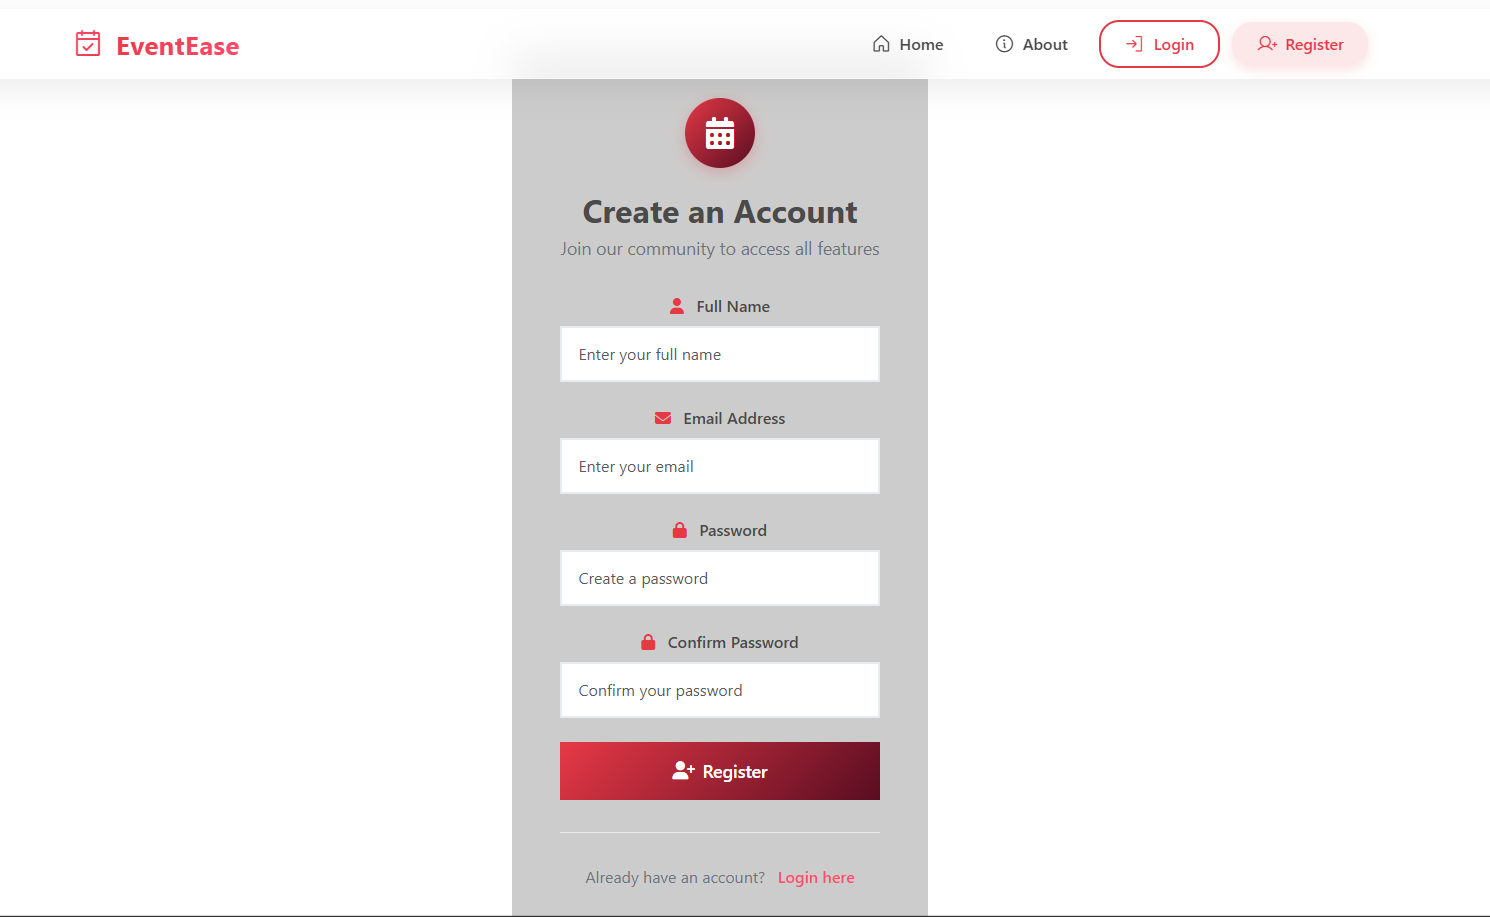 EventEase
Home
About
Login
Register
Create an Account
Join our community to access all features
Full Name
Enter your full name
Email Address
Enter your email
Password
Create a password
Confirm Password
Confirm your password
Register
Already have an account? Login here